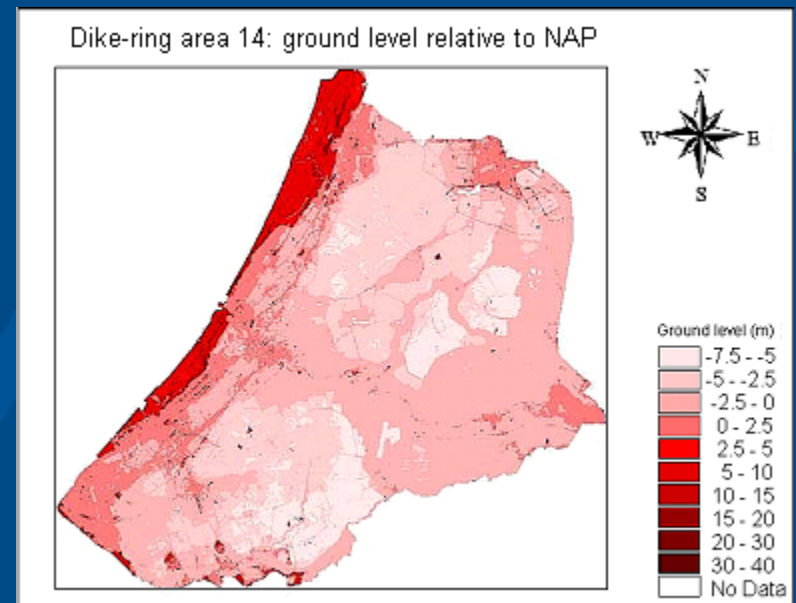 Dike-ring area 14: ground level relative to NAP
N
W E
S
Ground level (m)
-7.5 - -5
-5 - -2.5
-2.5 - 0
0 - 2.5
2.5 - 5
5 - 10
10 - 15
15 - 20
20 - 30
30 - 40
No Data